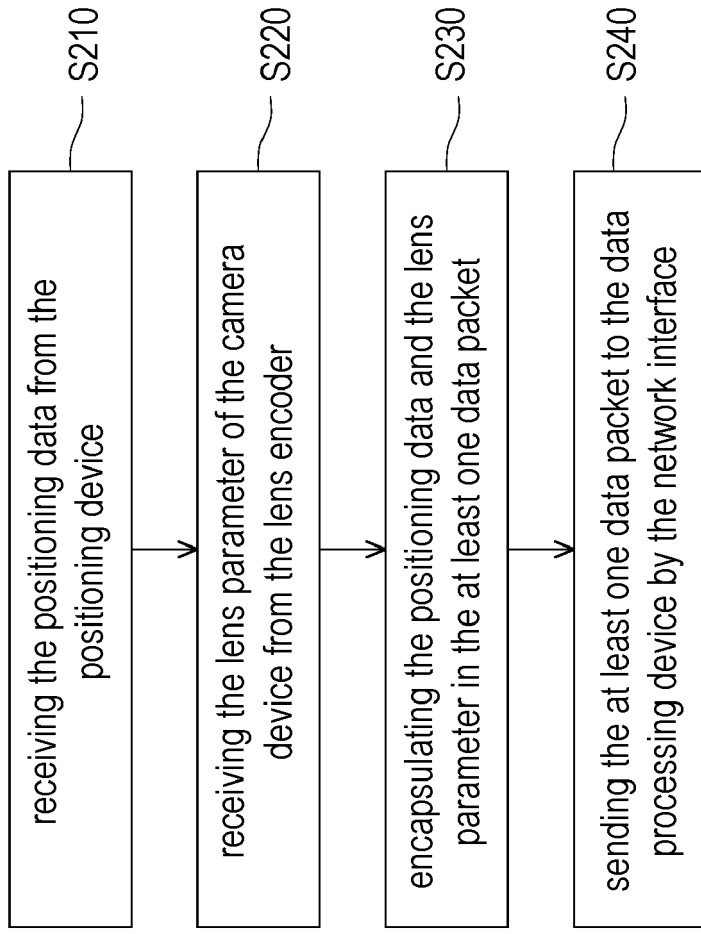 receiving the positioning data from the
positioning device
S210
receiving the lens parameter of the camera
device from the lens encoder
S220
encapsulating the positioning data and the lens
parameter in the at least one data packet
S230
sending the at least one data packet to the data
processing device by the network interface
S240